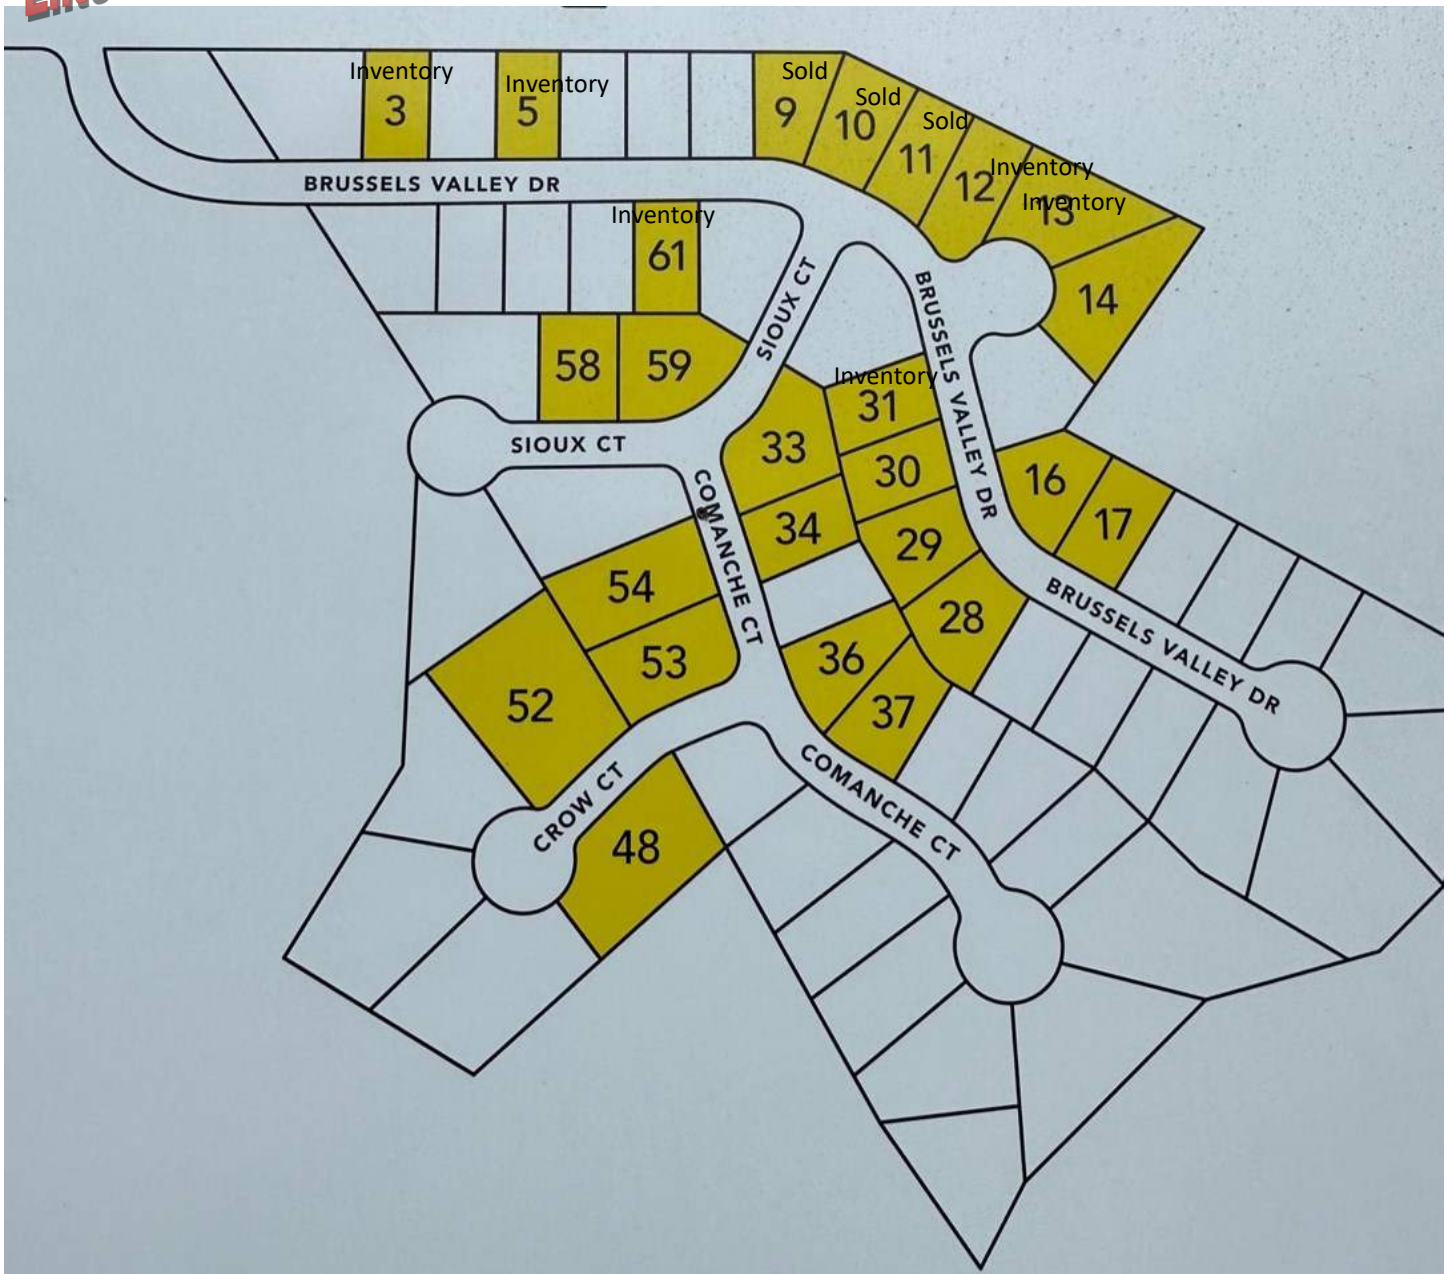 Inventory
3
Inventory
5
Sold
9
Sold
10
Sold
11
Inventory
12
Inventory
13
14
BRUSSELS VALLEY DR
Inventory
61
SIOUX CT
BRUSSELS VALLEY DR
58
59
Inventory
31
33
30
SIOUX CT
COMANCHE CT
34
29
28
16
17
54
53
52
36
37
BRUSSELS VALLEY DR
CROW CT
48
COMANCHE CT